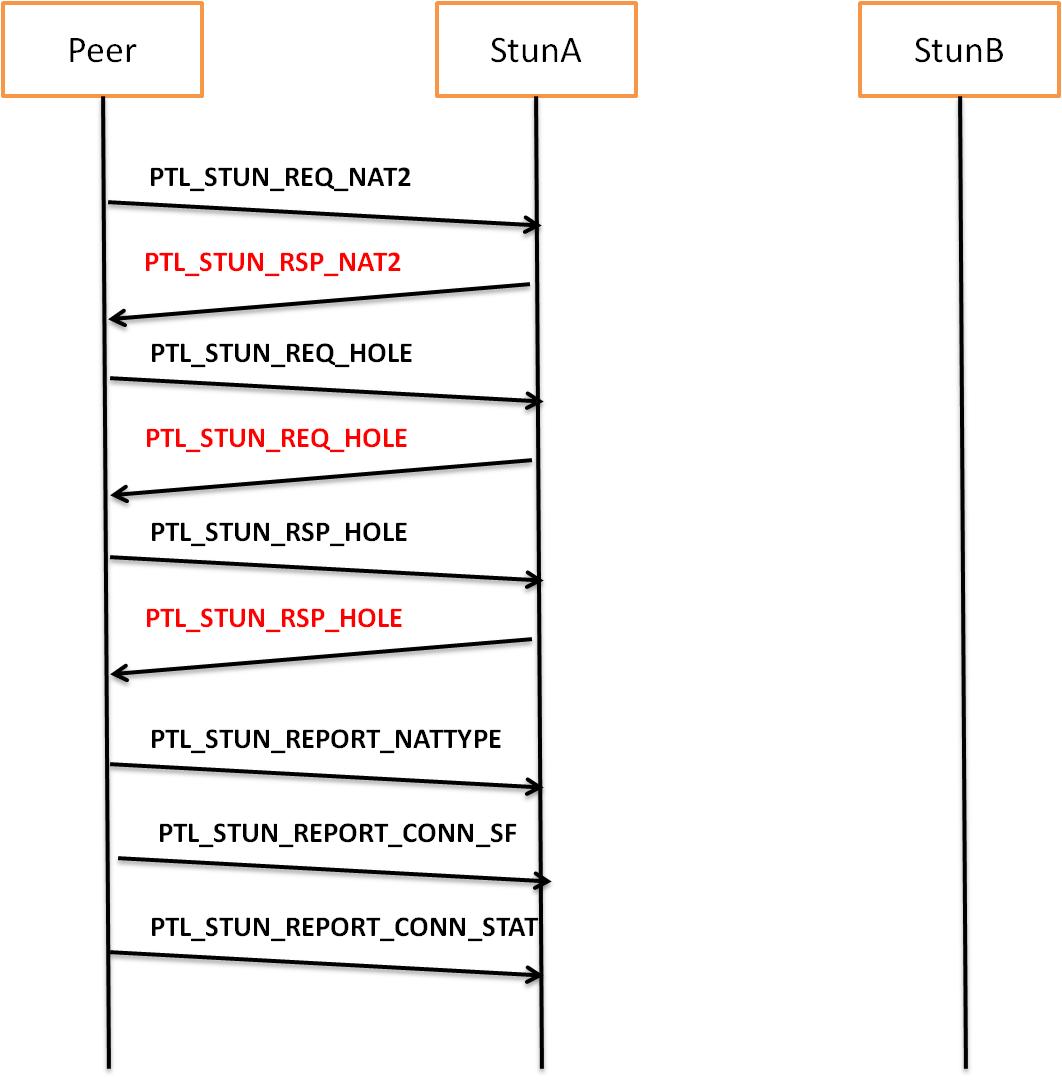 Peer
StunA
StunB
PTL_STUN_REQ_NAT2
PTL_STUN_RSP_NAT2
PTL_STUN_REQ_HOLE
PTL_STUN_REQ_HOLE
PTL_STUN_RSP_HOLE
PTL_STUN_RSP_HOLE
PTL_STUN_REPORT_NATTYPE
PTL_STUN_REPORT_CONN_SF
PTL_STUN_REPORT_CONN_STAT